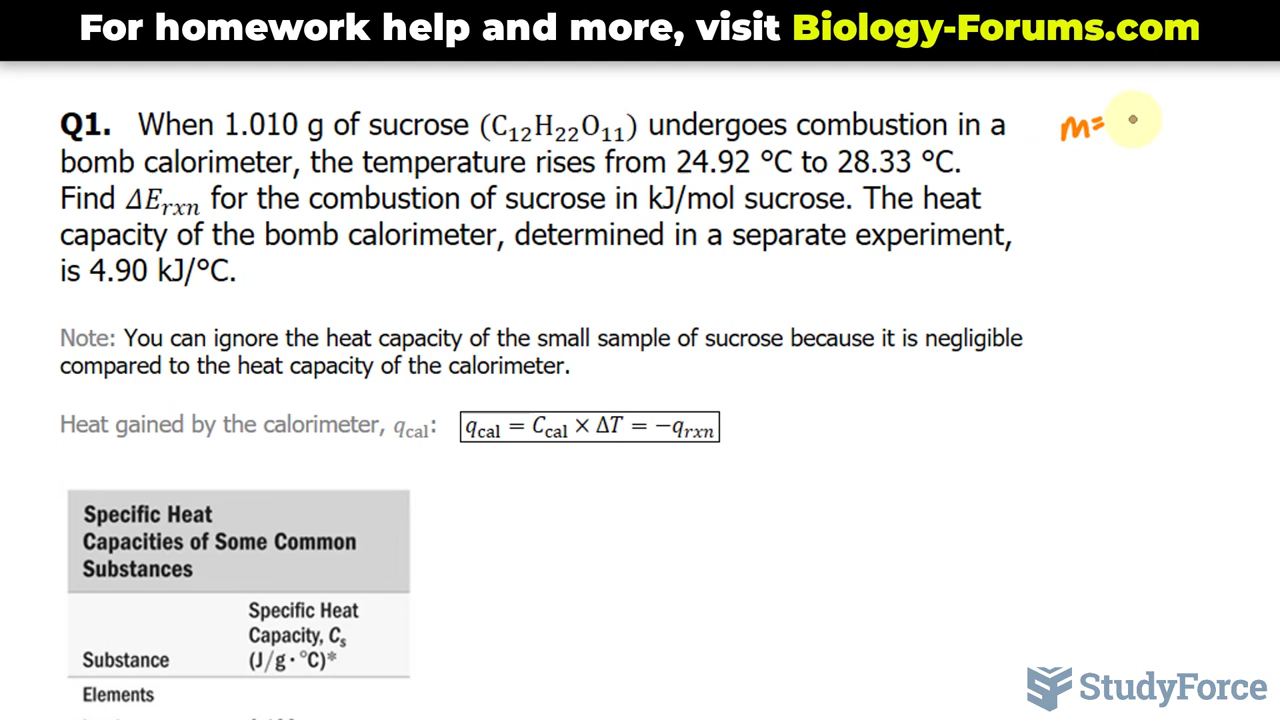 For homework help and more, visit Biology-Forums.com
Q1. When 1.010 g of sucrose (C₁₂H₂₂O₁₁) undergoes combustion in a
bomb calorimeter, the temperature rises from 24.92 °C to 28.33 °C.
Find ΔEᵣₓₙ for the combustion of sucrose in kJ/mol sucrose. The heat
capacity of the bomb calorimeter, determined in a separate experiment,
is 4.90 kJ/°C.
m=
Note: You can ignore the heat capacity of the small sample of sucrose because it is negligible
compared to the heat capacity of the calorimeter.
Heat gained by the calorimeter, q_cal: q_cal = C_cal × ΔT = −q_rxn
Specific Heat
Capacities of Some Common
Substances
Specific Heat
Capacity, Cₛ
Substance (J/g · °C)*
Elements
StudyForce